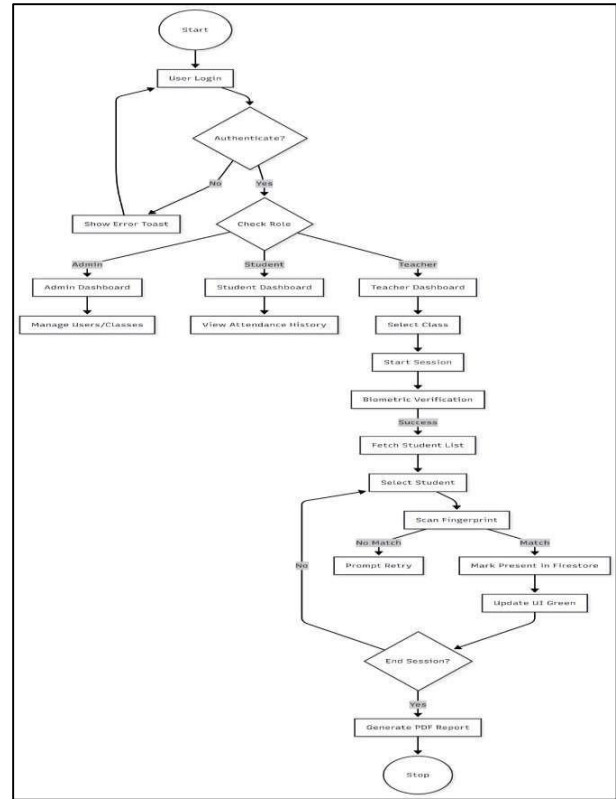 Start
User Login
Authenticate?
No
Yes
Show Error Toast
Check Role
Admin
Student
Teacher
Admin Dashboard
Student Dashboard
Teacher Dashboard
Manage Users/Classes
View Attendance History
Select Class
Start Session
Biometric Verification
Success
Fetch Student List
Select Student
Scan Fingerprint
No Match
Match
No
Prompt Retry
Mark Present in Firestore
Update UI Green
End Session?
Yes
Generate PDF Report
Stop